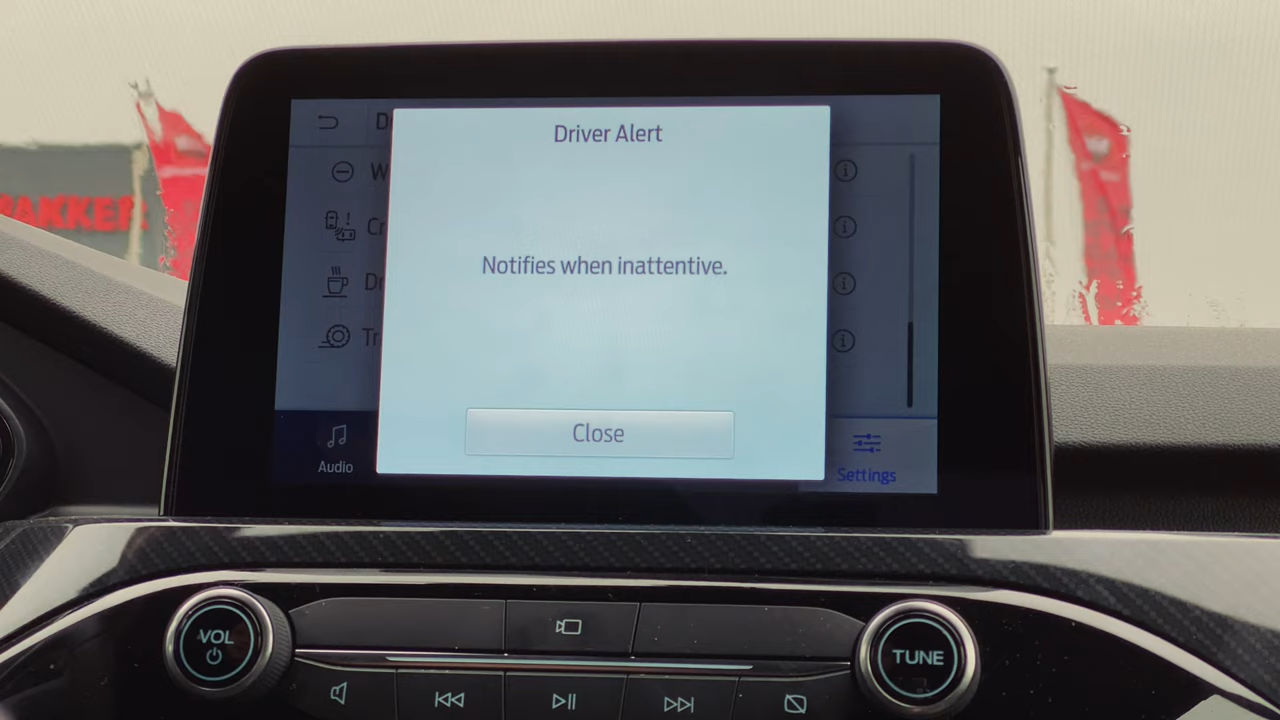 Driver Alert
Notifies when inattentive.
Close
Audio
Settings
VOL
TUNE